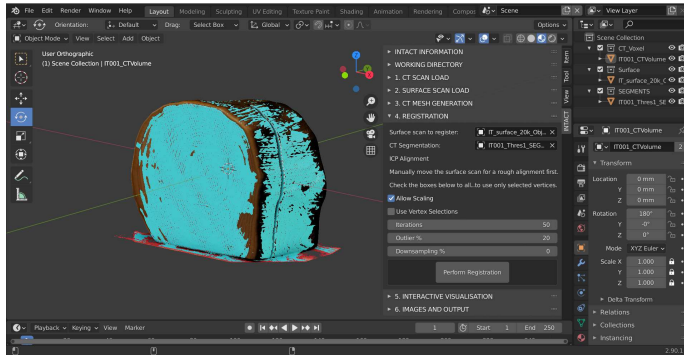 File Edit Render Window Help Layout Modeling Sculpting UV Editing Texture Paint Shading Animation Rendering Compos Scene View Layer
Orientation: Default Drag: Select Box Global Options
Object Mode View Select Add Object
User Orthographic
(1) Scene Collection | IT001_CTVolume
INTACT INFORMATION
WORKING DIRECTORY
1. CT SCAN LOAD
2. SURFACE SCAN LOAD
3. CT MESH GENERATION
4. REGISTRATION
Surface scan to register: IT_surface_20k_Obj..
CT Segmentation: IT001_Thres1_SEG..
ICP Alignment
Manually move the surface scan for a rough alignment first.
Check the boxes below to all..to use only selected vertices.
Allow Scaling
Use Vertex Selections
Iterations 50
Outlier % 20
Downsampling % 0
Perform Registration
5. INTERACTIVE VISUALISATION
6. IMAGES AND OUTPUT
Item
Tool
View
INTACT
Scene Collection
CT_Voxel
IT001_CTVolume
Surface
IT_surface_20k_O
SEGMENTS
IT001_Thres1_SE
IT001_CTVolume
IT001_CTVolume 2
Transform
Location 0 mm
Y 0 mm
Z 0 mm
Rotation 180°
Y -0°
Z 0°
Mode XYZ Euler
Scale X 1.000
Y 1.000
Z 1.000
Delta Transform
Relations
Collections
Instancing
Playback Keying View Marker 1 Start 1 End 250
2.90.1